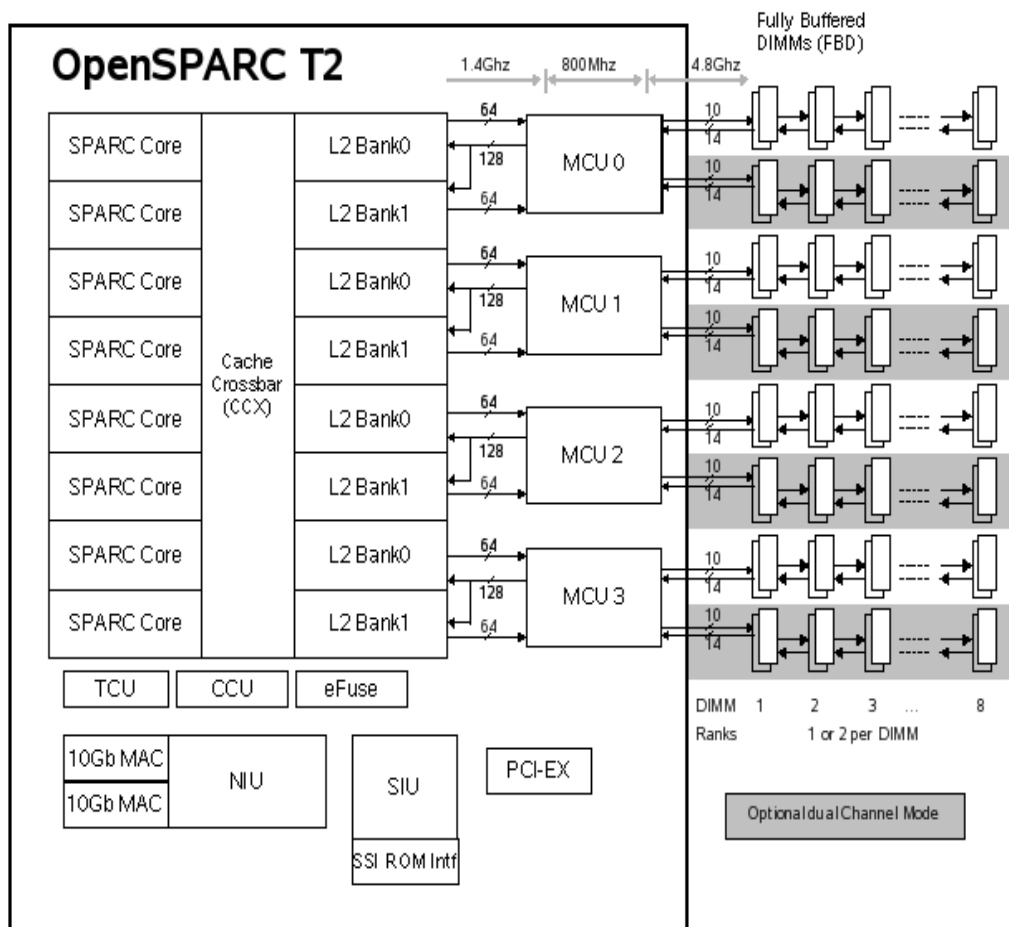 Fully Buffered
DIMMs (FBD)
OpenSPARC T2
1.4Ghz
800Mhz
4.8Ghz
SPARC Core
L2 Bank0
64
128
MCU 0
10
14
SPARC Core
L2 Bank1
64
10
14
SPARC Core
L2 Bank0
64
128
MCU 1
10
14
SPARC Core
L2 Bank1
64
10
14
Cache
Crossbar
(CCX)
SPARC Core
L2 Bank0
64
128
MCU 2
10
14
SPARC Core
L2 Bank1
64
10
14
SPARC Core
L2 Bank0
64
128
MCU 3
10
14
SPARC Core
L2 Bank1
64
10
14
TCU
CCU
eFuse
DIMM 1 2 3 ... 8
Ranks 1 or 2 per DIMM
10Gb MAC
10Gb MAC
NIU
SIU
SSI ROM Intf
PCI-EX
Optional dual Channel Mode